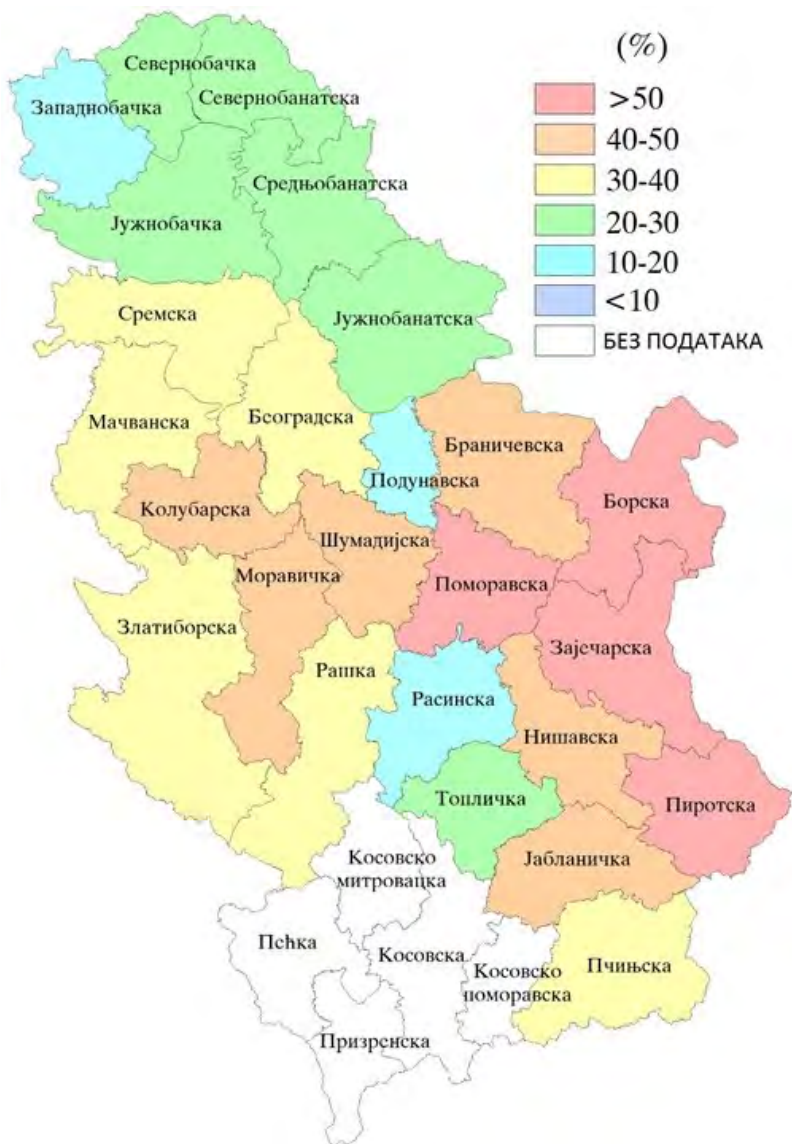 (%)
>50
40-50
30-40
20-30
10-20
<10
БЕЗ ПОДАТАКА
Севернобачка
Западнобачка
Севернобанатска
Средњобанатска
Јужнобачка
Сремска
Јужнобанатска
Мачванска
Београдска
Браничевска
Подунавска
Борска
Колубарска
Шумадијска
Моравичка
Поморавска
Златиборска
Зајечарска
Рашка
Расинска
Нишавска
Топличка
Пиротска
Јабланичка
Косовско
митровацка
Пећка
Косовска
Косовско
поморавска
Пчињска
Призренска